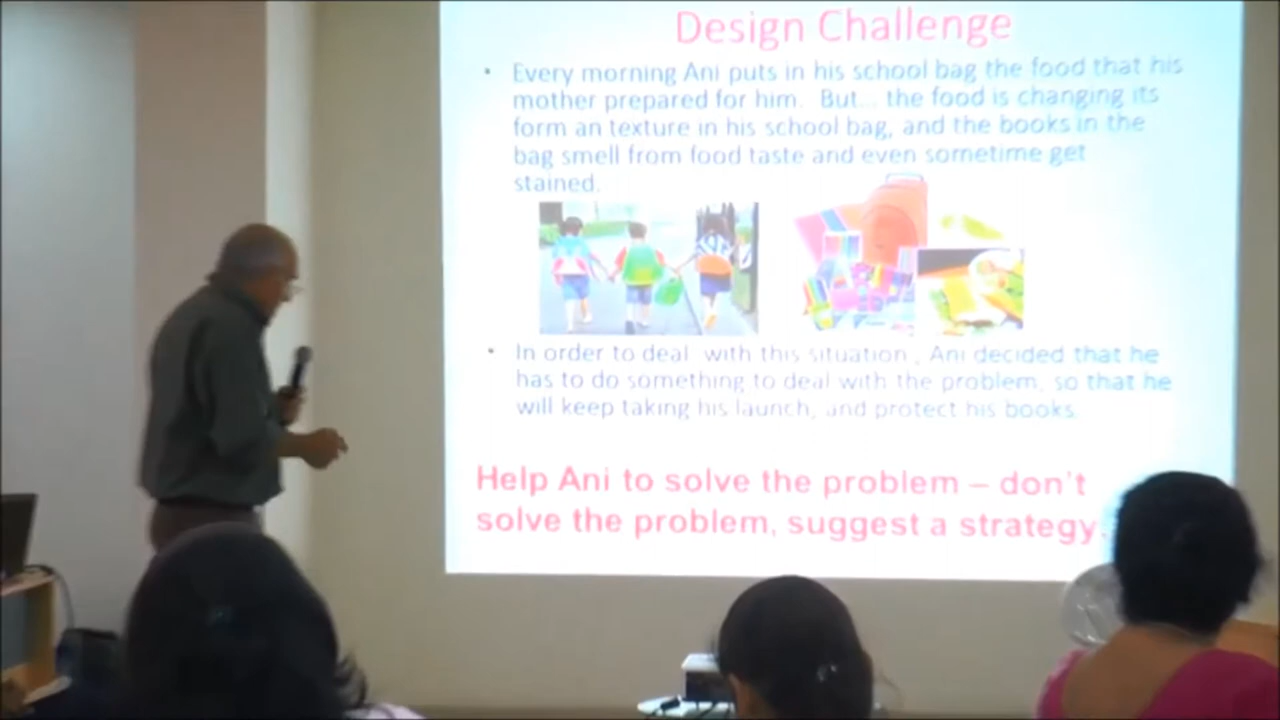 Design Challenge
• Every morning Ani puts in his school bag the food that his
mother prepared for him. But... the food is changing its
form an texture in his school bag, and the books in the
bag smell from food taste and even sometime get
stained.
• In order to deal with this situation , Ani decided that he
has to do something to deal with the problem, so that he
will keep taking his launch, and protect his books.
Help Ani to solve the problem – don't
solve the problem, suggest a strategy.